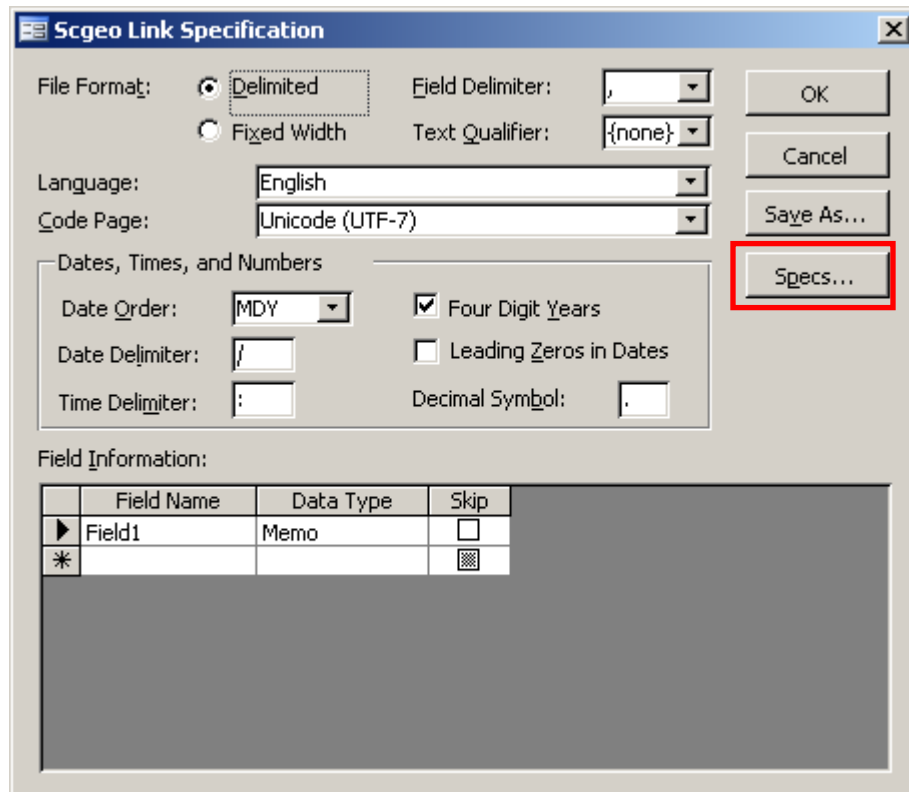 Scgeo Link Specification
File Format: Delimited Field Delimiter: , OK
Fixed Width Text Qualifier: {none}
Cancel
Language: English
Code Page: Unicode (UTF-7) Save As...
Dates, Times, and Numbers Specs...
Date Order: MDY Four Digit Years
Date Delimiter: / Leading Zeros in Dates
Time Delimiter: : Decimal Symbol: .
Field Information:
Field Name Data Type Skip
Field1 Memo